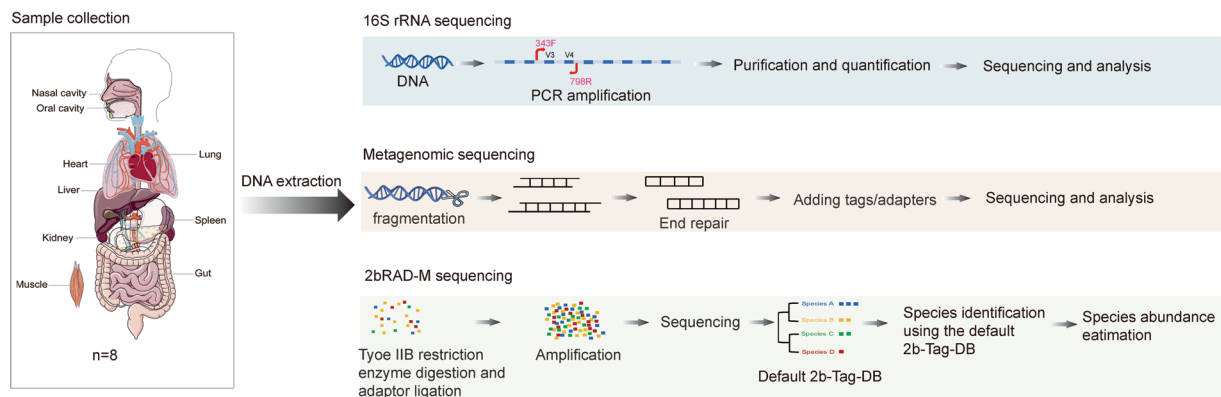 Sample collection
Nasal cavity
Oral cavity
Heart
Lung
Liver
Spleen
Kidney
Gut
Muscle
n=8
DNA extraction
16S rRNA sequencing
343F
V3 V4
798R
DNA
PCR amplification
Purification and quantification
Sequencing and analysis
Metagenomic sequencing
fragmentation
End repair
Adding tags/adapters
Sequencing and analysis
2bRAD-M sequencing
Tyoe IIB restriction
enzyme digestion and
adaptor ligation
Amplification
Sequencing
Species A
Species B
Species C
Species D
Default 2b-Tag-DB
Species identification
using the default
2b-Tag-DB
Species abundance
eatimation